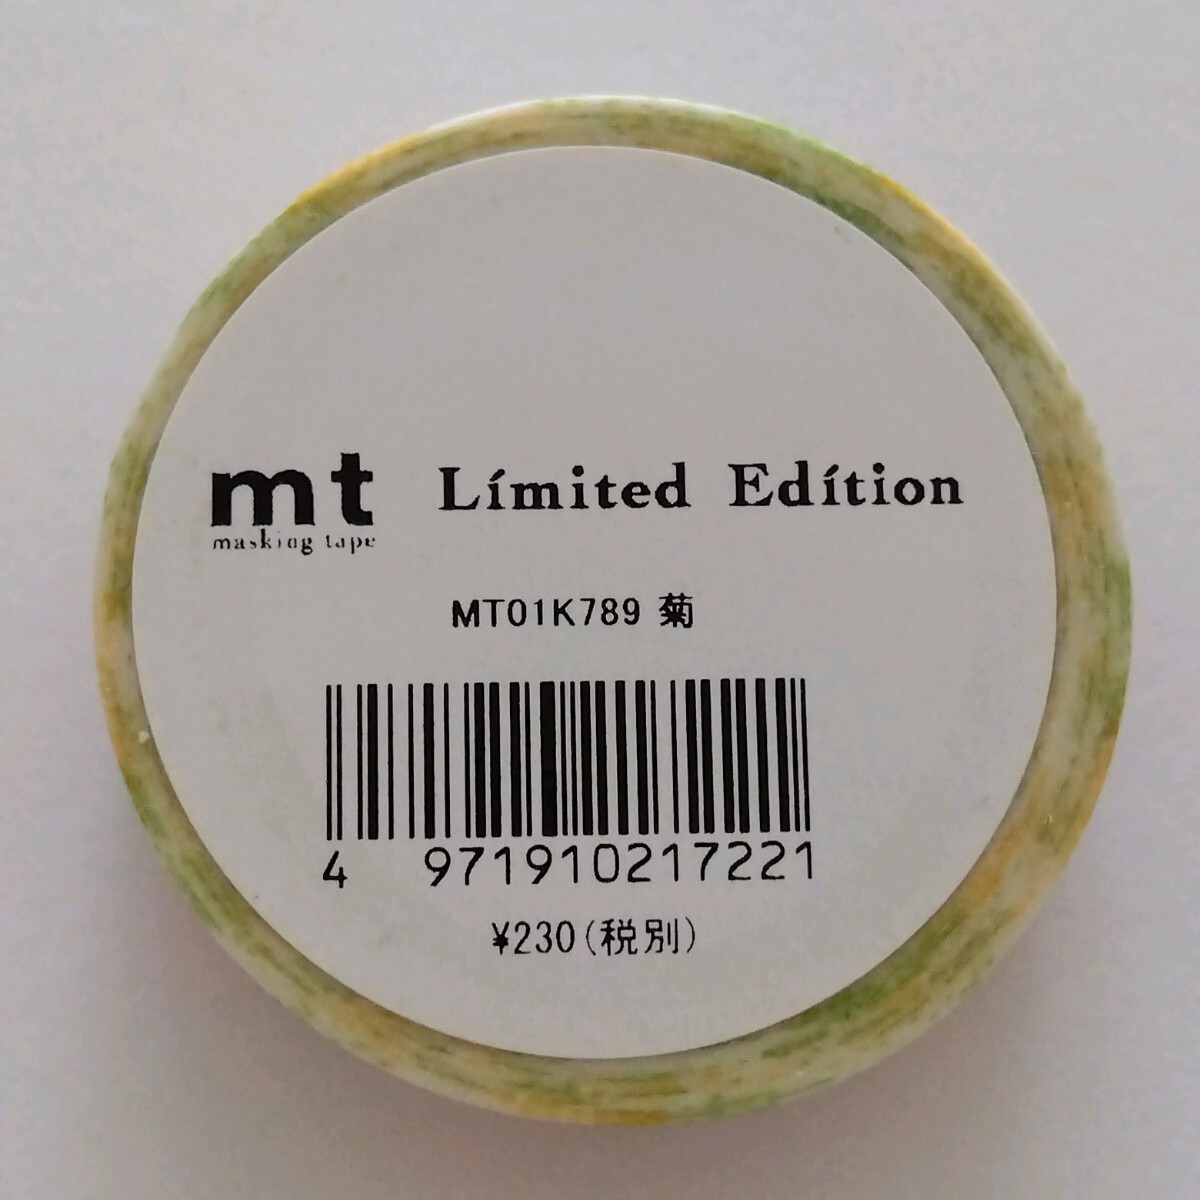 mt Límited Edítion
masking tape
MT01K789 菊
4 971910217221
¥230(税別)